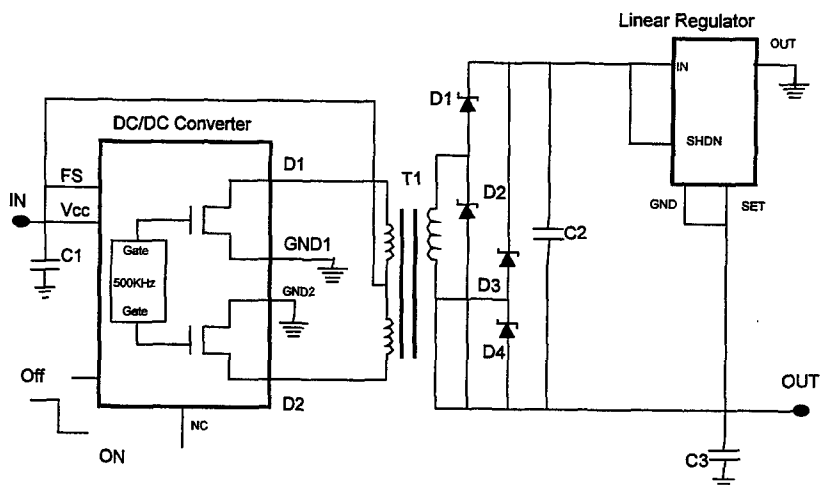 Linear Regulator
OUT
IN
D1
DC/DC Converter
SHDN
D1
T1
FS
IN
Vcc
D2
GND
SET
Gate
GND1
C1
C2
500KHz
GND2
D3
Gate
D4
Off
OUT
D2
NC
ON
C3